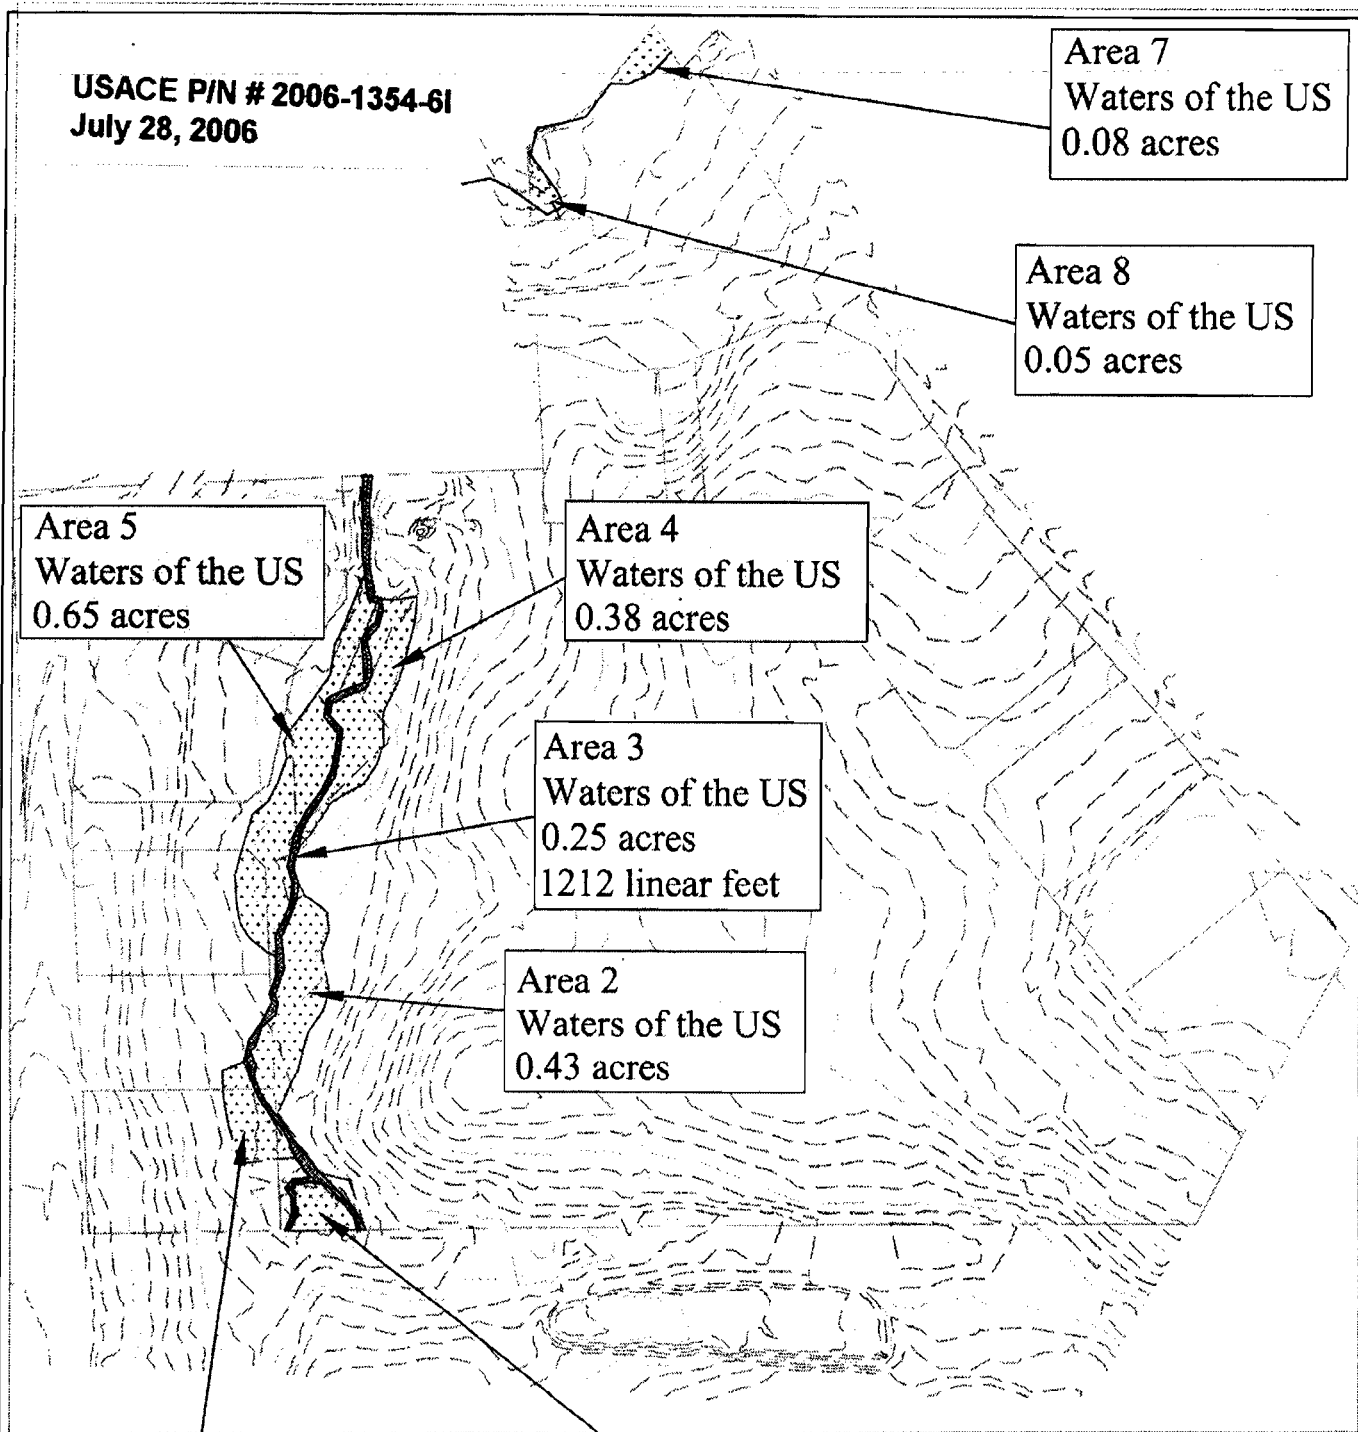 USACE P/N # 2006-1354-6I
July 28, 2006
Area 7
Waters of the US
0.08 acres
Area 8
Waters of the US
0.05 acres
Area 5
Waters of the US
0.65 acres
Area 4
Waters of the US
0.38 acres
Area 3
Waters of the US
0.25 acres
1212 linear feet
Area 2
Waters of the US
0.43 acres